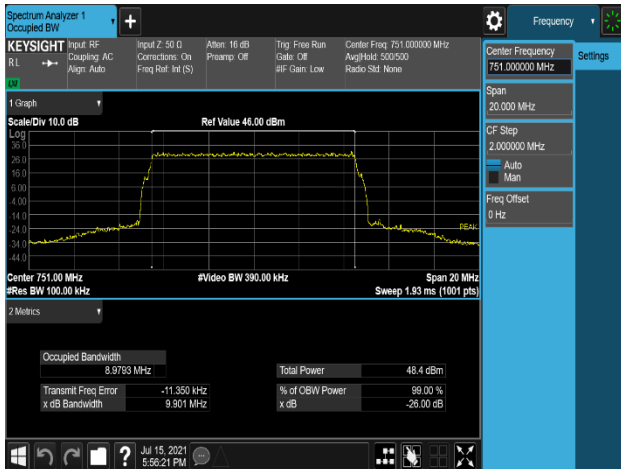 Spectrum Analyzer 1
Occupied BW
Frequency
KEYSIGHT
Input: RF
Input Z: 50 Ω
Atten: 16 dB
Trig: Free Run
Center Freq: 751.000000 MHz
R L
Coupling: AC
Corrections: On
Preamp: Off
Gate: Off
Avg|Hold: 500/500
Align: Auto
Freq Ref: Int (S)
#IF Gain: Low
Radio Std: None
Center Frequency
751.000000 MHz
Settings
Span
20.000 MHz
CF Step
2.000000 MHz
Auto
Man
Freq Offset
0 Hz
1 Graph
Scale/Div 10.0 dB
Ref Value 46.00 dBm
Log
36.0
26.0
16.0
6.00
-4.00
-14.0
-24.0
-34.0
-44.0
PEAK
Center 751.00 MHz
#Video BW 390.00 kHz
Span 20 MHz
#Res BW 100.00 kHz
Sweep 1.93 ms (1001 pts)
2 Metrics
Occupied Bandwidth
8.9793 MHz
Total Power
48.4 dBm
Transmit Freq Error
-11.350 kHz
% of OBW Power
99.00 %
x dB Bandwidth
9.901 MHz
x dB
-26.00 dB
?
Jul 15, 2021
5:56:21 PM